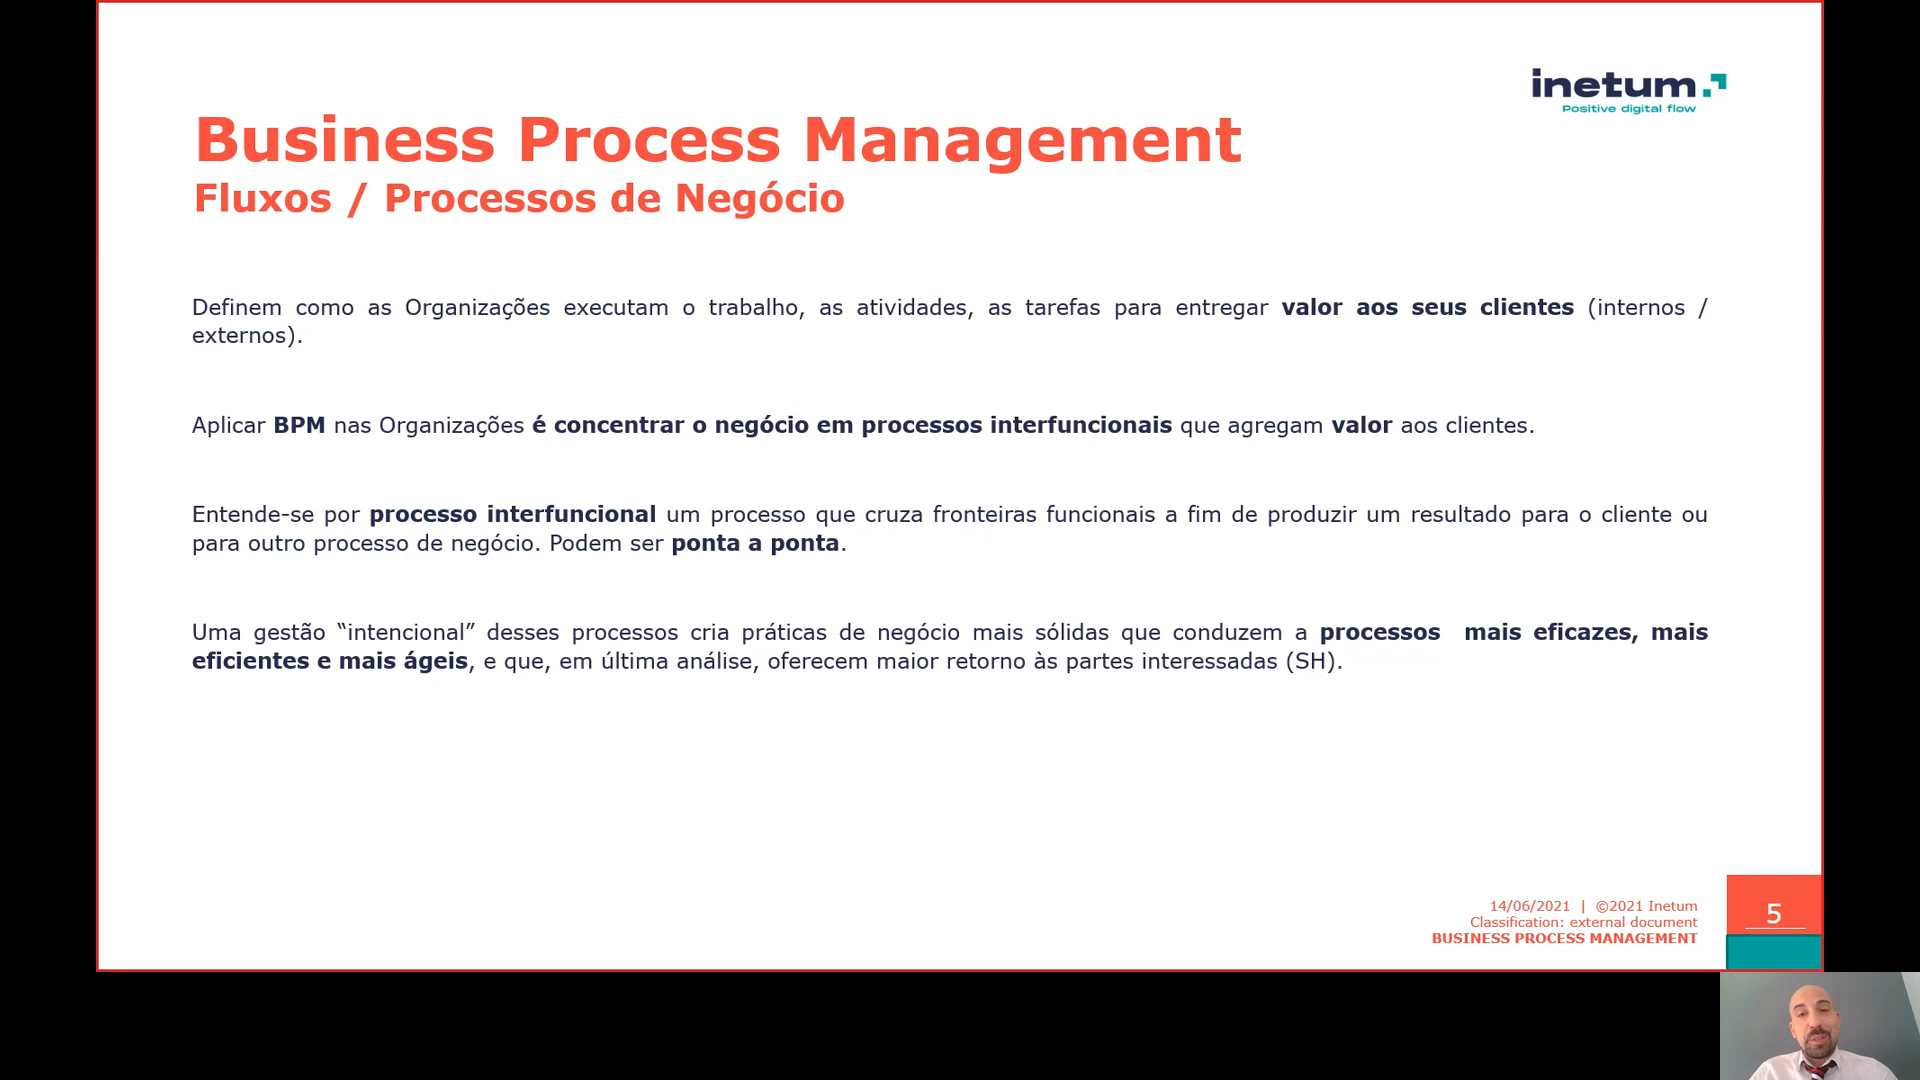 inetum.
Positive digital flow
Business Process Management
Fluxos / Processos de Negócio
Definem como as Organizações executam o trabalho, as atividades, as tarefas para entregar valor aos seus clientes (internos /
externos).
Aplicar BPM nas Organizações é concentrar o negócio em processos interfuncionais que agregam valor aos clientes.
Entende-se por processo interfuncional um processo que cruza fronteiras funcionais a fim de produzir um resultado para o cliente ou
para outro processo de negócio. Podem ser ponta a ponta.
Uma gestão “intencional” desses processos cria práticas de negócio mais sólidas que conduzem a processos  mais eficazes, mais
eficientes e mais ágeis, e que, em última análise, oferecem maior retorno às partes interessadas (SH).
14/06/2021 | ©2021 Inetum
Classification: external document
BUSINESS PROCESS MANAGEMENT
5